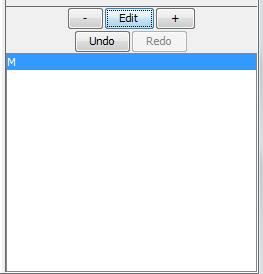 - Edit +
Undo Redo
M